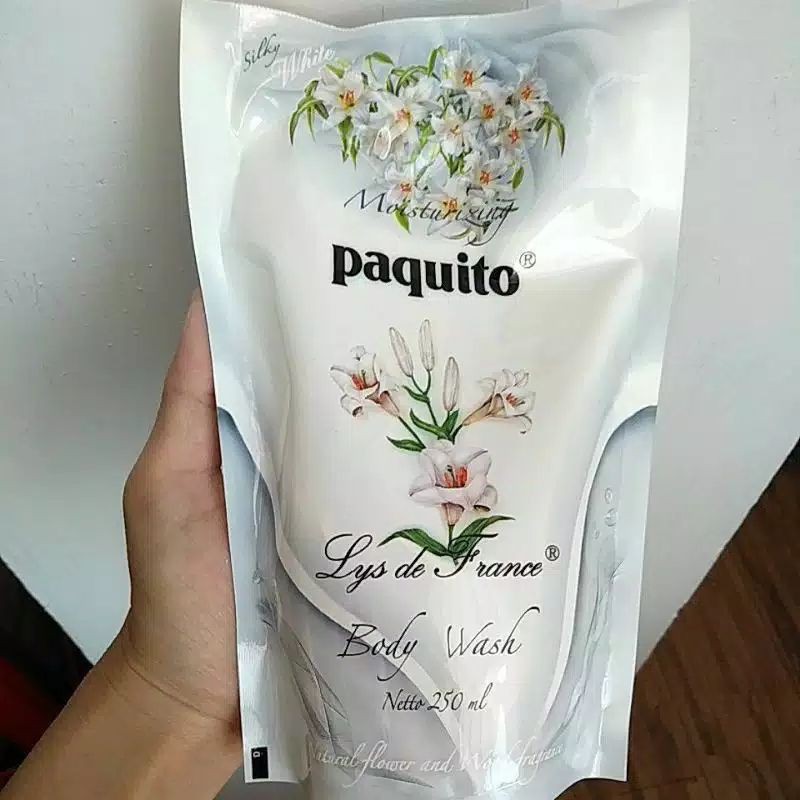 Silky
White
Moisturizing
paquito®
Lys de France®
Body Wash
Netto 250 ml
Natural flower and Wood fragrance
D